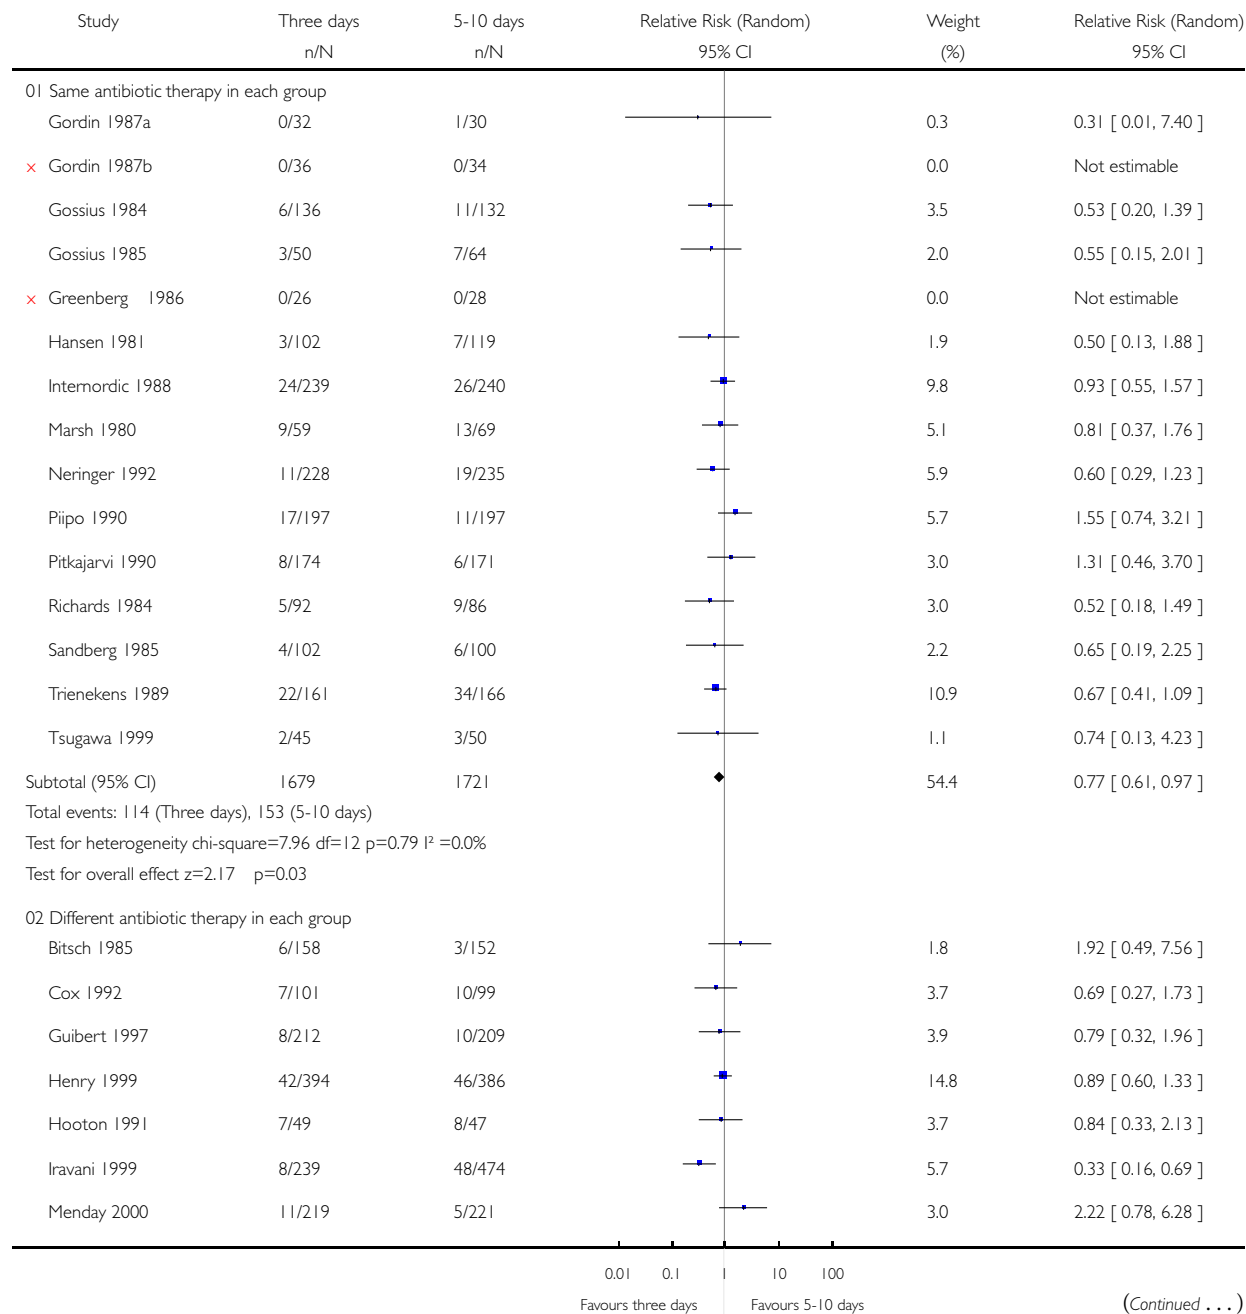 Study Three days 5-10 days Relative Risk (Random) Weight Relative Risk (Random)
n/N n/N 95% CI (%) 95% CI
01 Same antibiotic therapy in each group
Gordin 1987a 0/32 1/30 0.3 0.31 [ 0.01, 7.40 ]
× Gordin 1987b 0/36 0/34 0.0 Not estimable
Gossius 1984 6/136 11/132 3.5 0.53 [ 0.20, 1.39 ]
Gossius 1985 3/50 7/64 2.0 0.55 [ 0.15, 2.01 ]
× Greenberg 1986 0/26 0/28 0.0 Not estimable
Hansen 1981 3/102 7/119 1.9 0.50 [ 0.13, 1.88 ]
Internordic 1988 24/239 26/240 9.8 0.93 [ 0.55, 1.57 ]
Marsh 1980 9/59 13/69 5.1 0.81 [ 0.37, 1.76 ]
Neringer 1992 11/228 19/235 5.9 0.60 [ 0.29, 1.23 ]
Piipo 1990 17/197 11/197 5.7 1.55 [ 0.74, 3.21 ]
Pitkajarvi 1990 8/174 6/171 3.0 1.31 [ 0.46, 3.70 ]
Richards 1984 5/92 9/86 3.0 0.52 [ 0.18, 1.49 ]
Sandberg 1985 4/102 6/100 2.2 0.65 [ 0.19, 2.25 ]
Trienekens 1989 22/161 34/166 10.9 0.67 [ 0.41, 1.09 ]
Tsugawa 1999 2/45 3/50 1.1 0.74 [ 0.13, 4.23 ]
Subtotal (95% CI) 1679 1721 54.4 0.77 [ 0.61, 0.97 ]
Total events: 114 (Three days), 153 (5-10 days)
Test for heterogeneity chi-square=7.96 df=12 p=0.79 I² =0.0%
Test for overall effect z=2.17 p=0.03
02 Different antibiotic therapy in each group
Bitsch 1985 6/158 3/152 1.8 1.92 [ 0.49, 7.56 ]
Cox 1992 7/101 10/99 3.7 0.69 [ 0.27, 1.73 ]
Guibert 1997 8/212 10/209 3.9 0.79 [ 0.32, 1.96 ]
Henry 1999 42/394 46/386 14.8 0.89 [ 0.60, 1.33 ]
Hooton 1991 7/49 8/47 3.7 0.84 [ 0.33, 2.13 ]
Iravani 1999 8/239 48/474 5.7 0.33 [ 0.16, 0.69 ]
Menday 2000 11/219 5/221 3.0 2.22 [ 0.78, 6.28 ]
0.01 0.1 1 10 100
Favours three days Favours 5-10 days (Continued . . . )